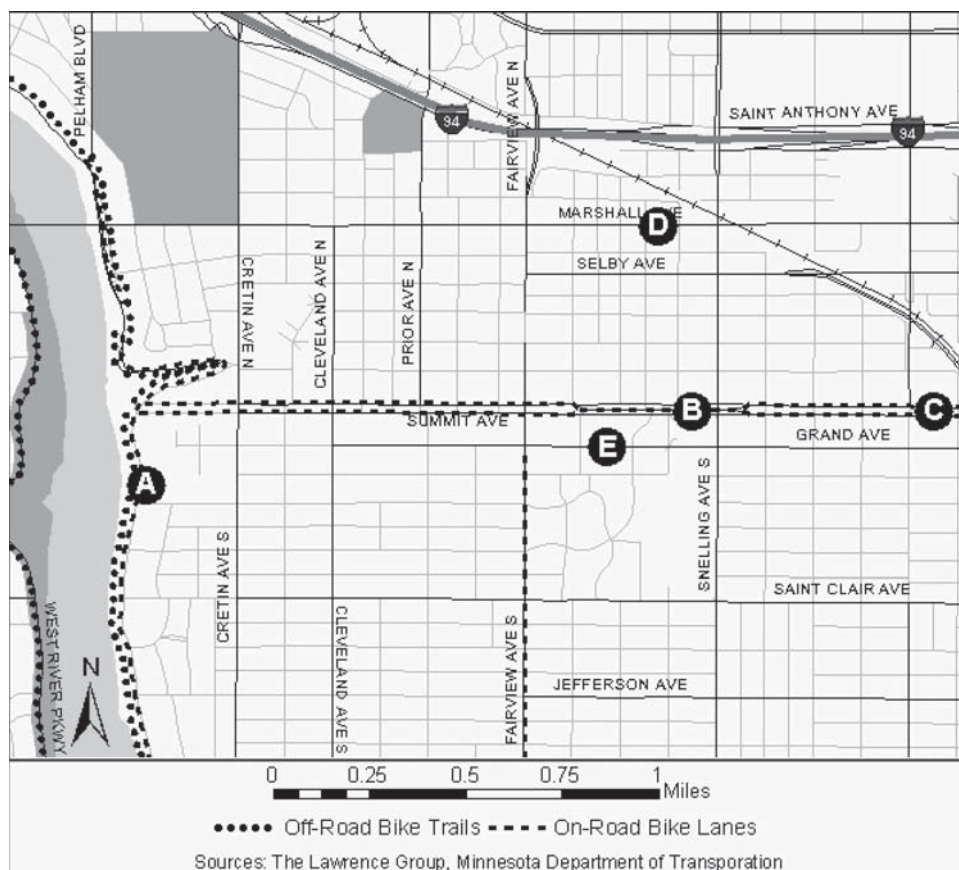 PELHAM BLVD
FAIRVIEW AVE N
94
SAINT ANTHONY AVE
94
MARSHALL AVE
D
SELBY AVE
CRETIN AVE N
CLEVELAND AVE N
PRIOR AVE N
SUMMIT AVE
B
C
E
GRAND AVE
A
SNELLING AVE S
CRETIN AVE S
SAINT CLAIR AVE
WEST RIVER PKWY
CLEVELAND AVE S
FAIRVIEW AVE S
JEFFERSON AVE
N
0 0.25 0.5 0.75 1
Miles
Off-Road Bike Trails On-Road Bike Lanes
Sources: The Lawrence Group, Minnesota Department of Transporation